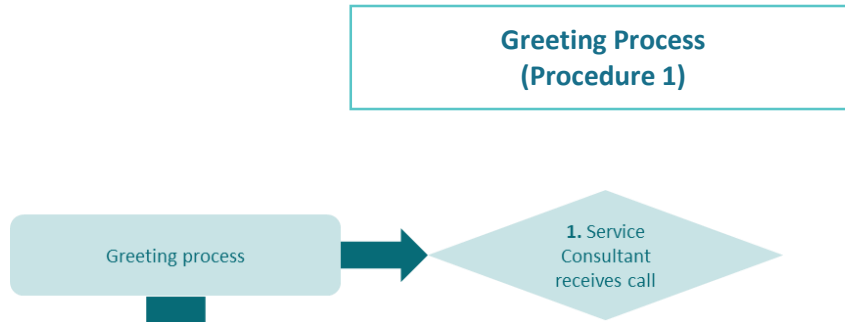 Greeting Process
(Procedure 1)
Greeting process
1. Service
Consultant
receives call